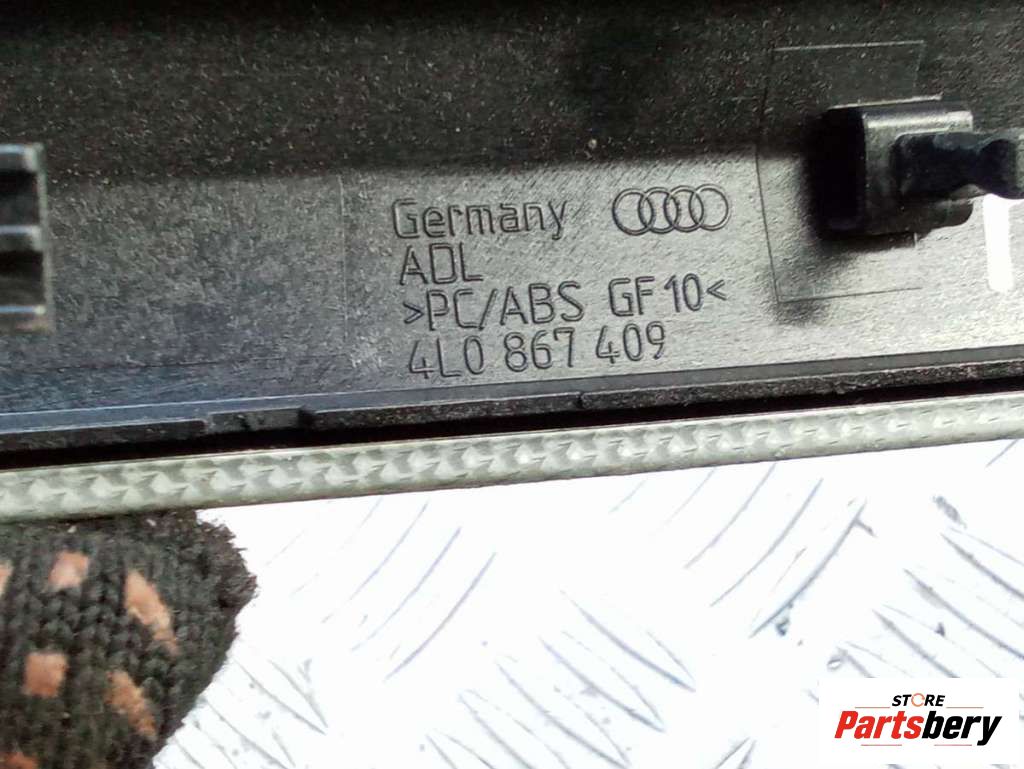 Germany
ADL
>PC/ABS GF10<
4L0 867 409
STORE
Partsbery